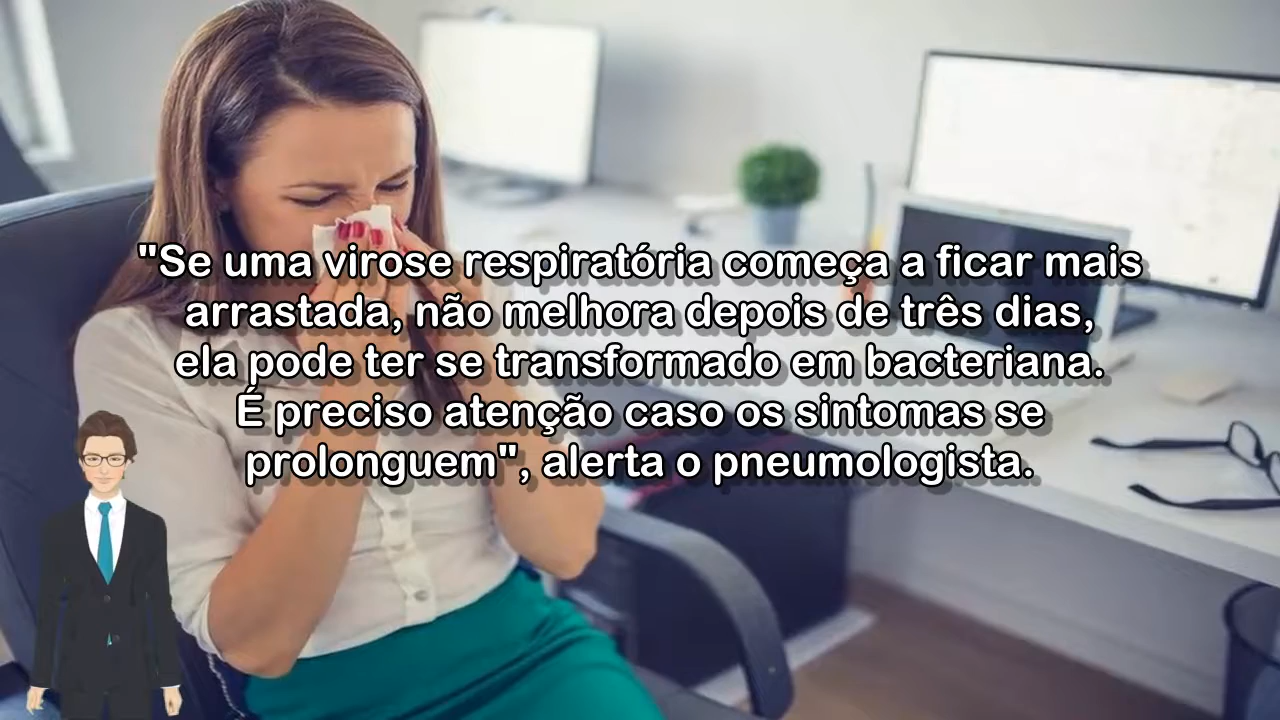 "Se uma virose respiratória começa a ficar mais
arrastada, não melhora depois de três dias,
ela pode ter se transformado em bacteriana.
É preciso atenção caso os sintomas se
prolonguem", alerta o pneumologista.